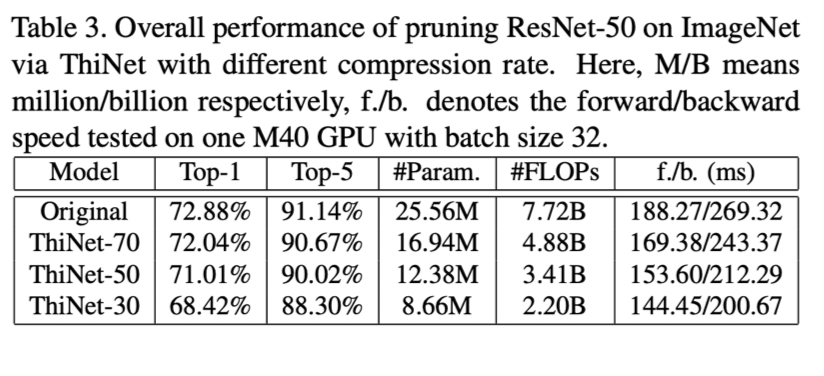 Table 3. Overall performance of pruning ResNet-50 on ImageNet
via ThiNet with different compression rate. Here, M/B means
million/billion respectively, f./b. denotes the forward/backward
speed tested on one M40 GPU with batch size 32.
Model Top-1 Top-5 #Param. #FLOPs f./b. (ms)
Original 72.88% 91.14% 25.56M 7.72B 188.27/269.32
ThiNet-70 72.04% 90.67% 16.94M 4.88B 169.38/243.37
ThiNet-50 71.01% 90.02% 12.38M 3.41B 153.60/212.29
ThiNet-30 68.42% 88.30% 8.66M 2.20B 144.45/200.67